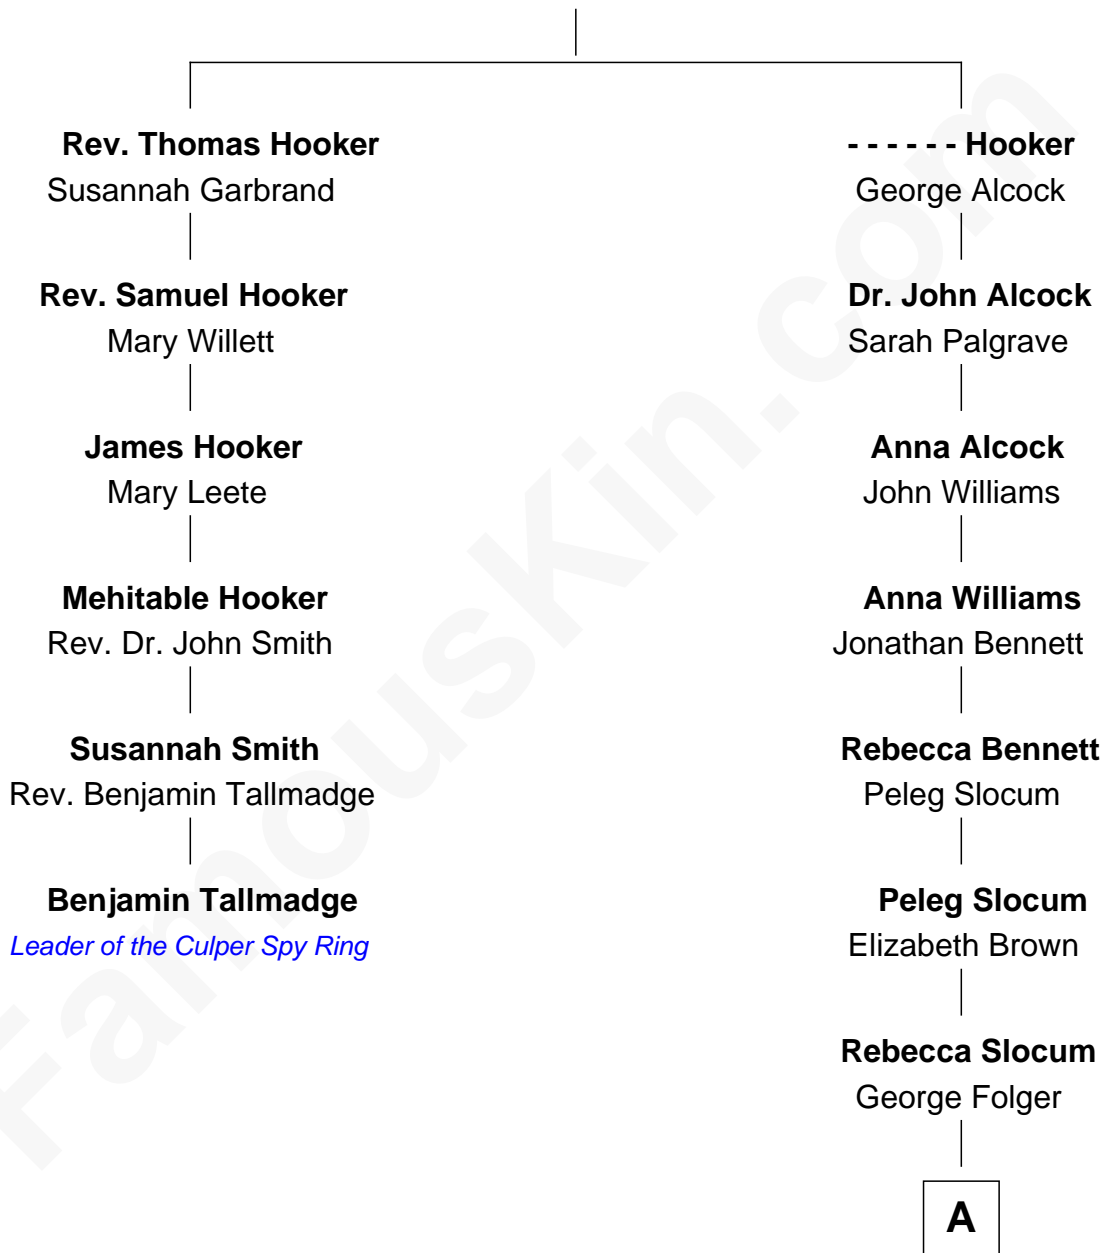 Rev. Thomas Hooker
Susannah Garbrand
Rev. Samuel Hooker
Mary Willett
James Hooker
Mary Leete
Mehitable Hooker
Rev. Dr. John Smith
Susannah Smith
Rev. Benjamin Tallmadge
Benjamin Tallmadge
Leader of the Culper Spy Ring
- - - - - - Hooker
George Alcock
Dr. John Alcock
Sarah Palgrave
Anna Alcock
John Williams
Anna Williams
Jonathan Bennett
Rebecca Bennett
Peleg Slocum
Peleg Slocum
Elizabeth Brown
Rebecca Slocum
George Folger
A
FamousKin.com